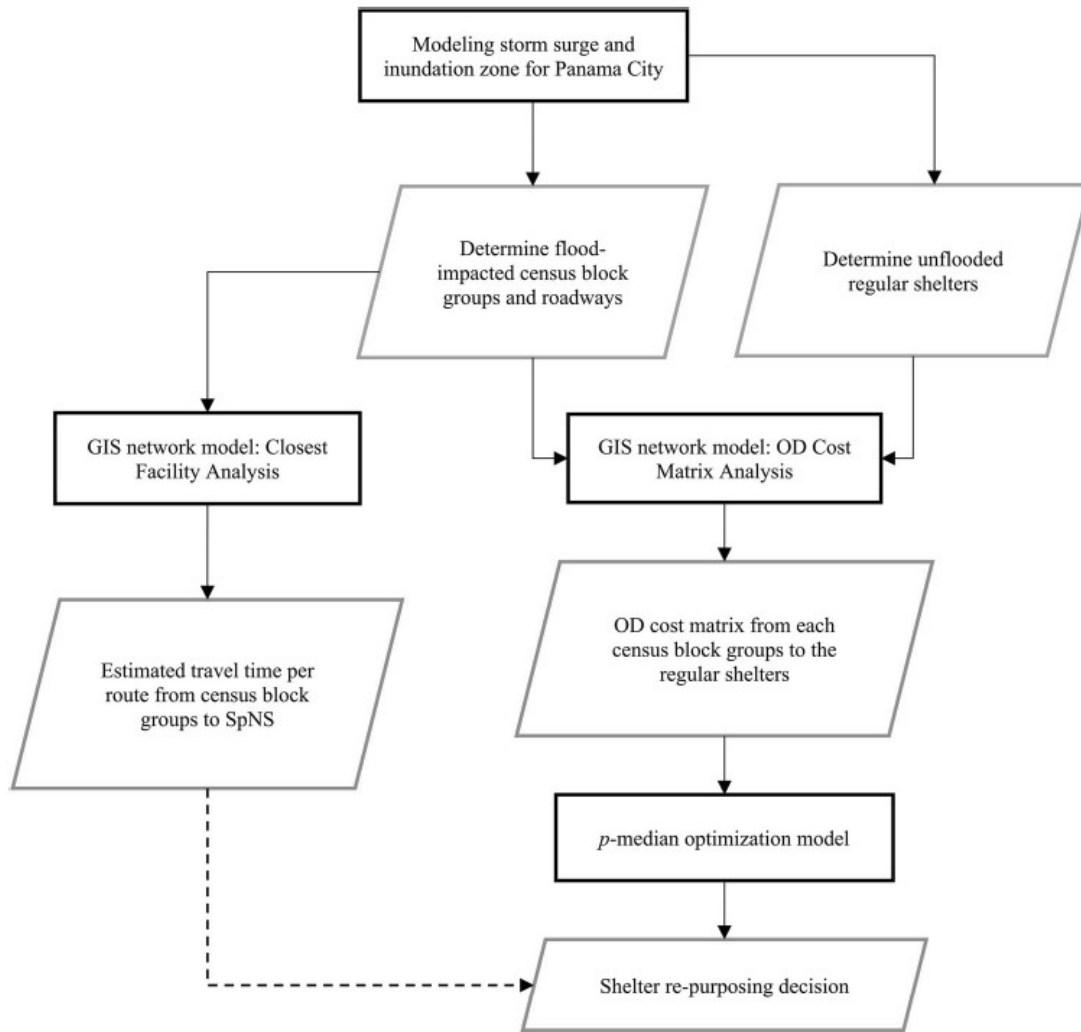 Modeling storm surge and
inundation zone for Panama City
Determine flood-
impacted census block
groups and roadways
Determine unflooded
regular shelters
GIS network model: Closest
Facility Analysis
GIS network model: OD Cost
Matrix Analysis
Estimated travel time per
route from census block
groups to SpNS
OD cost matrix from each
census block groups to the
regular shelters
p-median optimization model
Shelter re-purposing decision